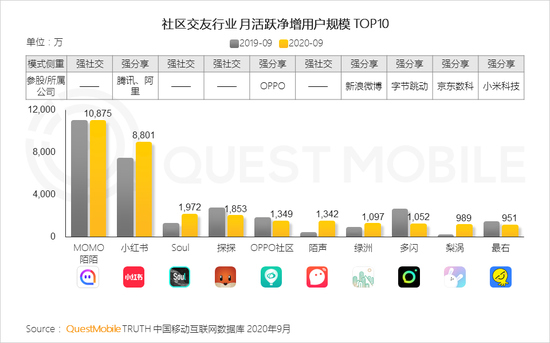 社区交友行业 月活跃净增用户规模 TOP10
单位：万
2019-09 2020-09
模式侧重 强社交 强分享 强社交 强社交 强分享 强社交 强分享 强分享 强分享 强分享
参股/所属公司 —— 腾讯、阿里 —— —— OPPO —— 新浪微博 字节跳动 京东数科 小米科技
12,000
8,000
4,000
0
10,875 8,801 1,972 1,853 1,349 1,342 1,097 1,052 989 951
QUEST MOBILE
MOMO陌陌 小红书 Soul 探探 OPPO社区 陌声 绿洲 多闪 梨涡 最右
小红书 Soul
Source： QuestMobile TRUTH 中国移动互联网数据库 2020年9月